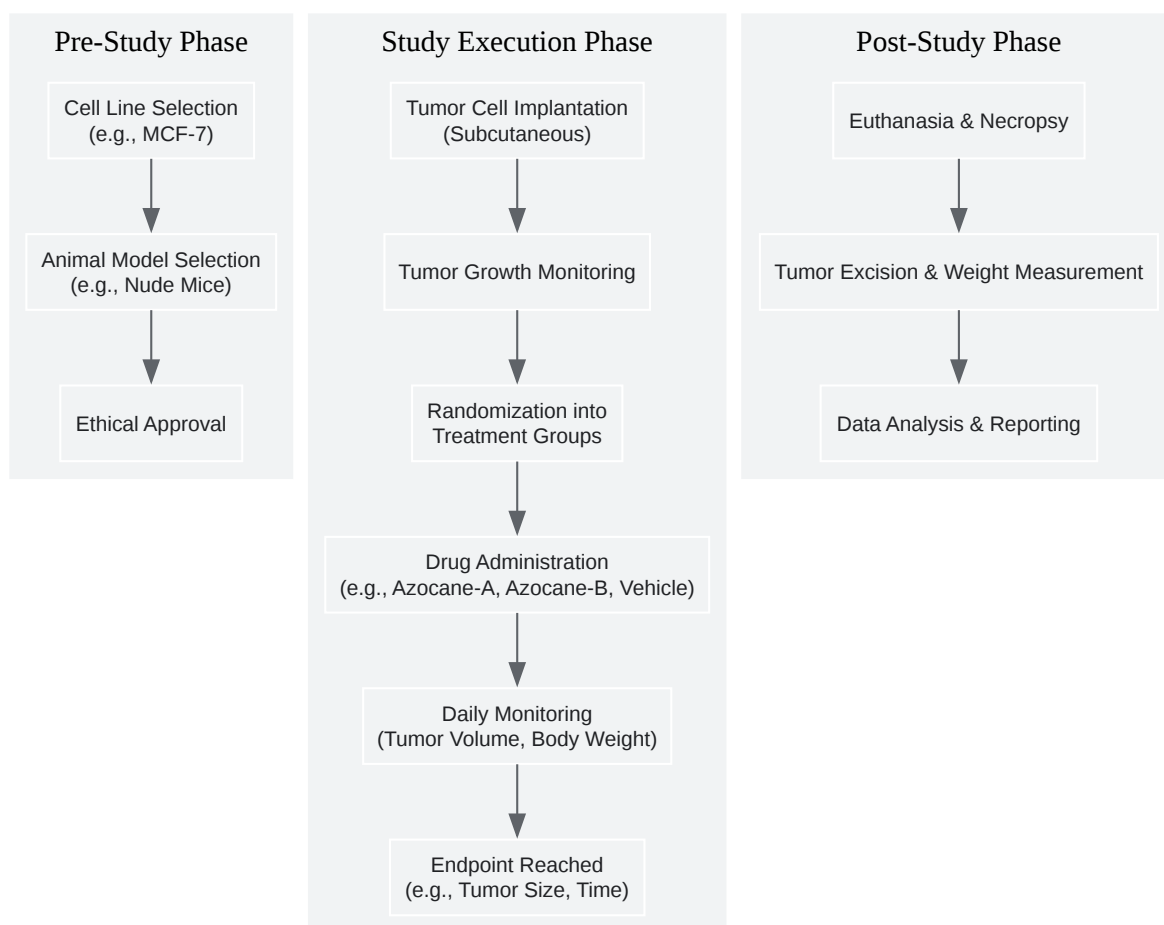 Pre-Study Phase
Cell Line Selection
(e.g., MCF-7)
Animal Model Selection
(e.g., Nude Mice)
Ethical Approval
Study Execution Phase
Tumor Cell Implantation
(Subcutaneous)
Tumor Growth Monitoring
Randomization into
Treatment Groups
Drug Administration
(e.g., Azocane-A, Azocane-B, Vehicle)
Daily Monitoring
(Tumor Volume, Body Weight)
Endpoint Reached
(e.g., Tumor Size, Time)
Post-Study Phase
Euthanasia & Necropsy
Tumor Excision & Weight Measurement
Data Analysis & Reporting